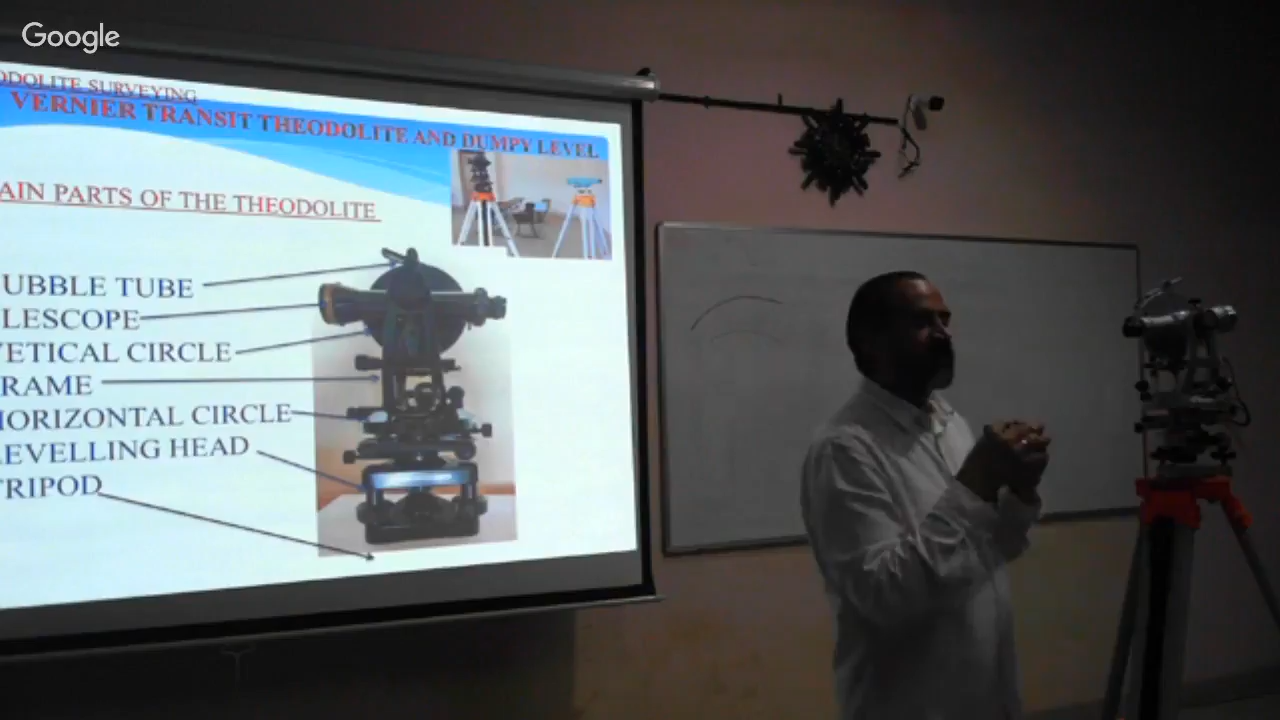 Google
ODOLITE SURVEYING
VERNIER TRANSIT THEODOLITE AND DUMPY LEVEL
AIN PARTS OF THE THEODOLITE
UBBLE TUBE
LESCOPE
VETICAL CIRCLE
RAME
HORIZONTAL CIRCLE
LEVELLING HEAD
TRIPOD